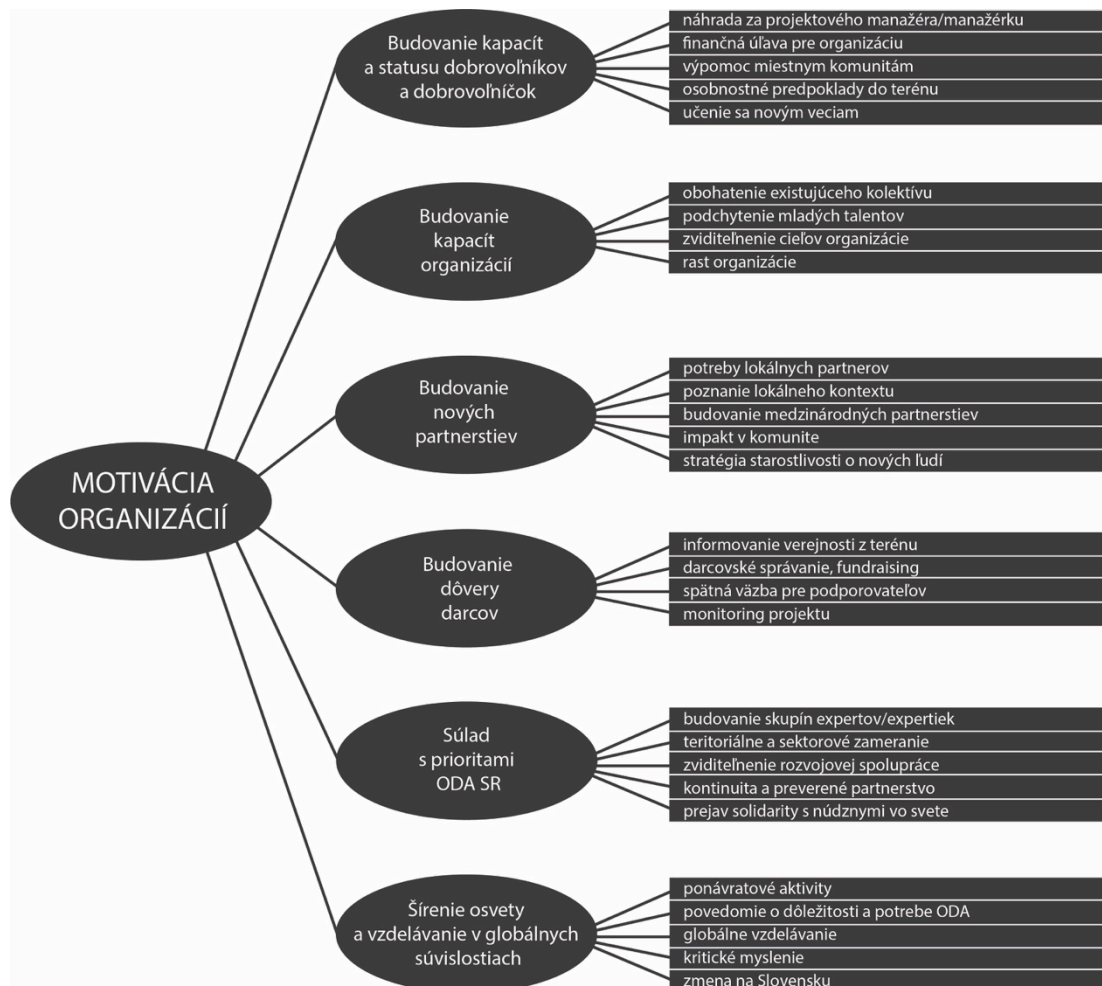 MOTIVÁCIA
ORGANIZÁCIÍ
Budovanie kapacít
a statusu dobrovoľníkov
a dobrovoľníčok
náhrada za projektového manažéra/manažérku
finančná úľava pre organizáciu
výpomoc miestnym komunitám
osobnostné predpoklady do terénu
učenie sa novým veciam
Budovanie
kapacít
organizácií
obohatenie existujúceho kolektívu
podchytenie mladých talentov
zviditeľnenie cieľov organizácie
rast organizácie
Budovanie
nových
partnerstiev
potreby lokálnych partnerov
poznanie lokálneho kontextu
budovanie medzinárodných partnerstiev
impakt v komunite
stratégia starostlivosti o nových ľudí
Budovanie
dôvery
darcov
informovanie verejnosti z terénu
darcovské správanie, fundraising
spätná väzba pre podporovateľov
monitoring projektu
Súlad
s prioritami
ODA SR
budovanie skupín expertov/expertiek
teritoriálne a sektorové zameranie
zviditeľnenie rozvojovej spolupráce
kontinuita a preverené partnerstvo
prejav solidarity s núdznymi vo svete
Šírenie osvety
a vzdelávanie v globálnych
súvislostiach
ponávratové aktivity
povedomie o dôležitosti a potrebe ODA
globálne vzdelávanie
kritické myslenie
zmena na Slovensku